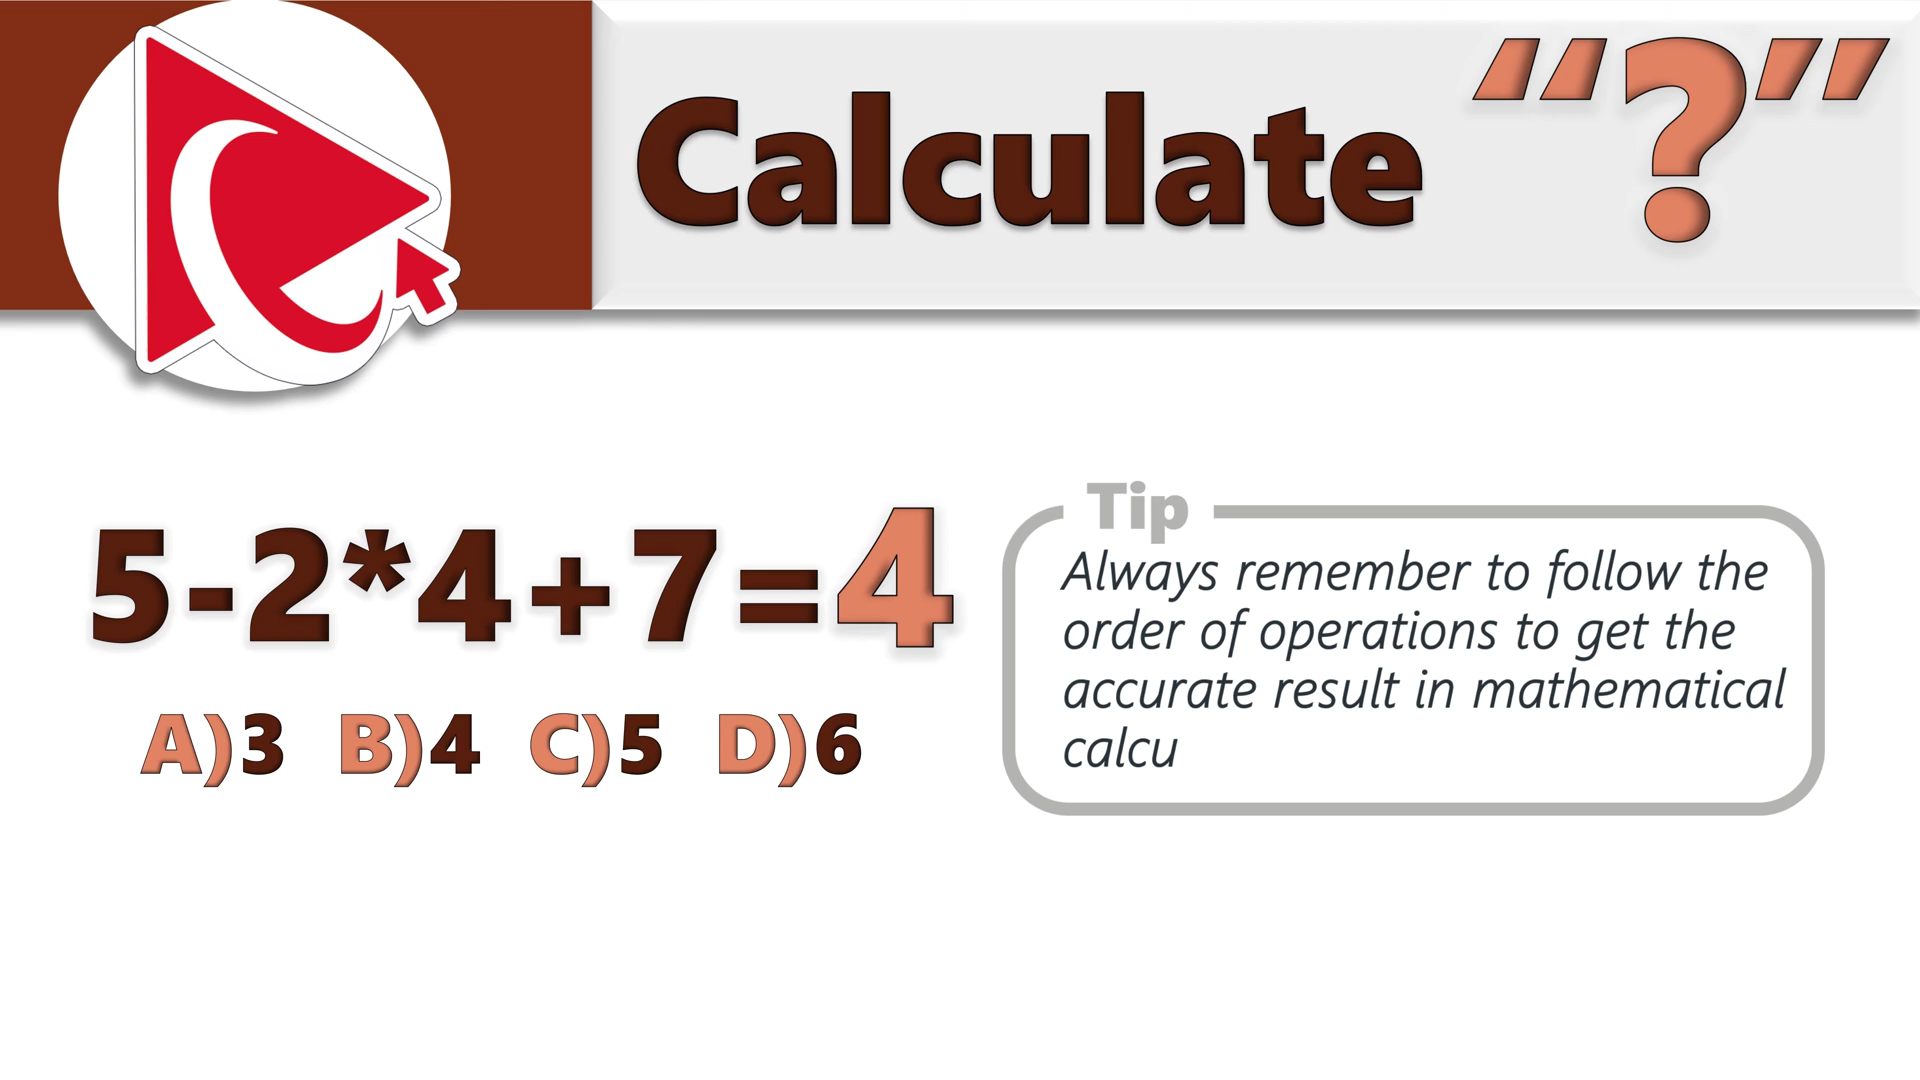 Calculate “?”
5-2*4+7=4
A)3 B)4 C)5 D)6
Tip
Always remember to follow the
order of operations to get the
accurate result in mathematical
calcu